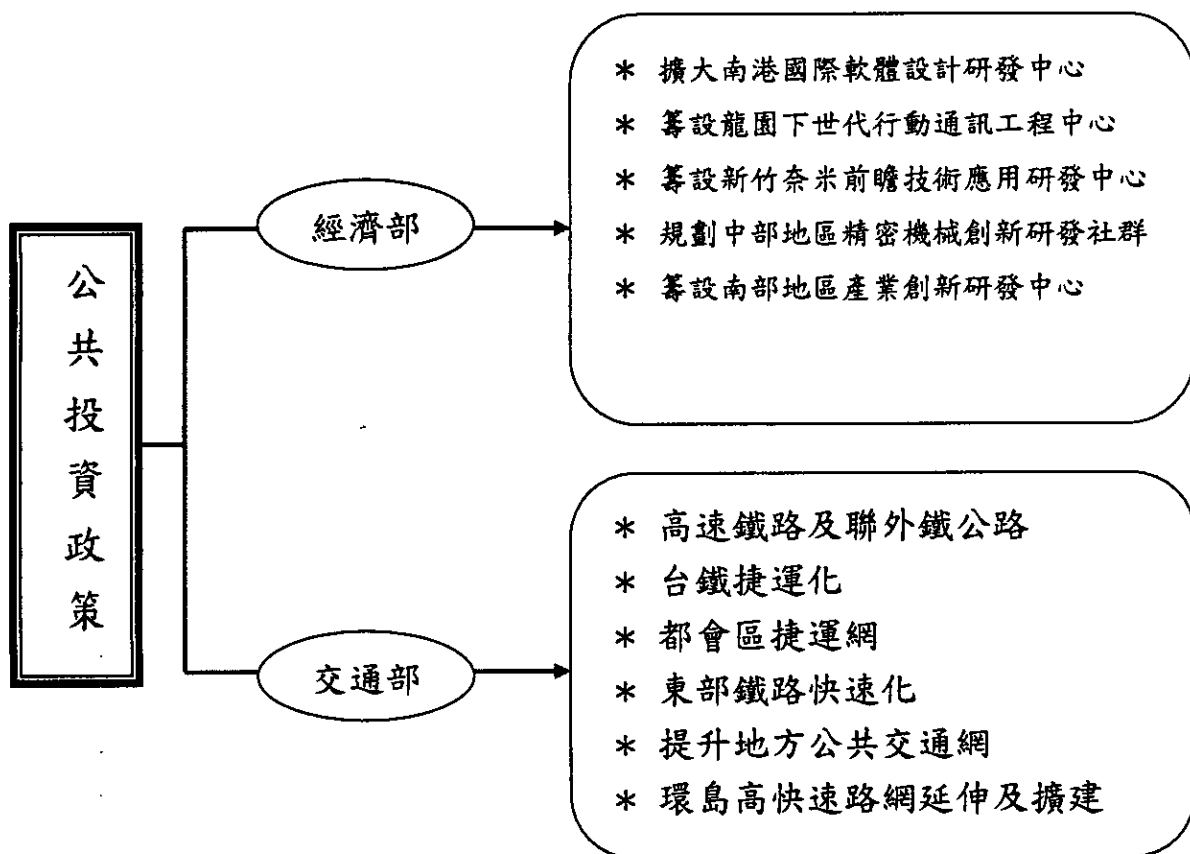 公共投資政策
經濟部
* 擴大南港國際軟體設計研發中心
* 籌設龍園下世代行動通訊工程中心
* 籌設新竹奈米前瞻技術應用研發中心
* 規劃中部地區精密機械創新研發社群
* 籌設南部地區產業創新研發中心
交通部
* 高速鐵路及聯外鐵公路
* 台鐵捷運化
* 都會區捷運網
* 東部鐵路快速化
* 提升地方公共交通網
* 環島高快速路網延伸及擴建